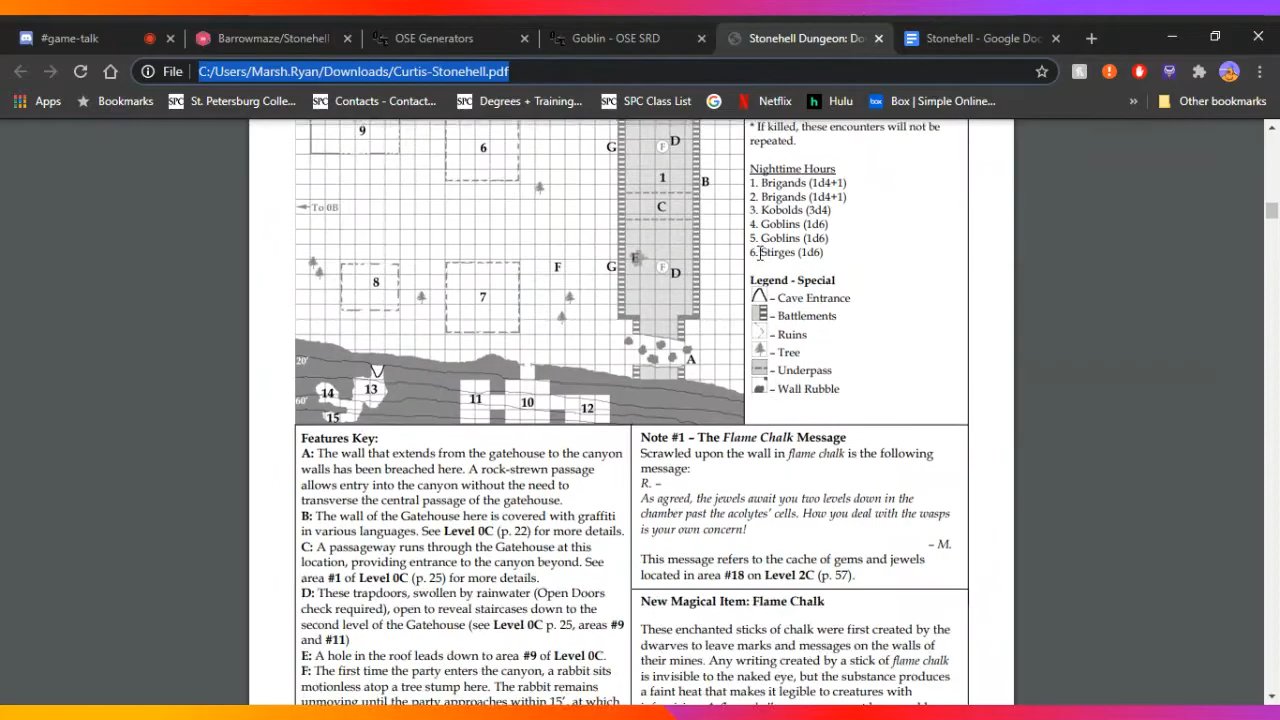 #game-talk
Barrowmaze/Stonehell
OSE Generators
Goblin - OSE SRD
Stonehell Dungeon: Do
Stonehell - Google Doc
File
C:/Users/Marsh.Ryan/Downloads/Curtis-Stonehell.pdf
Apps
Bookmarks
SPC St. Petersburg Colle...
SPC Contacts - Contact...
SPC Degrees + Training...
SPC SPC Class List
Netflix
h Hulu
box Box | Simple Online...
»
Other bookmarks
9
6
G
F
D
1
B
C
To 0B
E
8
7
F
G
F
D
A
20'
60'
14
13
15
11
10
12
* If killed, these encounters will not be
repeated.
Nighttime Hours
1. Brigands (1d4+1)
2. Brigands (1d4+1)
3. Kobolds (3d4)
4. Goblins (1d6)
5. Goblins (1d6)
6. Stirges (1d6)
Legend - Special
– Cave Entrance
– Battlements
– Ruins
– Tree
– Underpass
– Wall Rubble
Features Key:
A: The wall that extends from the gatehouse to the canyon
walls has been breached here. A rock-strewn passage
allows entry into the canyon without the need to
transverse the central passage of the gatehouse.
B: The wall of the Gatehouse here is covered with graffiti
in various languages. See Level 0C (p. 22) for more details.
C: A passageway runs through the Gatehouse at this
location, providing entrance to the canyon beyond. See
area #1 of Level 0C (p. 25) for more details.
D: These trapdoors, swollen by rainwater (Open Doors
check required), open to reveal staircases down to the
second level of the Gatehouse (see Level 0C p. 25, areas #9
and #11)
E: A hole in the roof leads down to area #9 of Level 0C.
F: The first time the party enters the canyon, a rabbit sits
motionless atop a tree stump here. The rabbit remains
unmoving until the party approaches within 15', at which
Note #1 – The Flame Chalk Message
Scrawled upon the wall in flame chalk is the following
message:
R. –
As agreed, the jewels await you two levels down in the
chamber past the acolytes' cells. How you deal with the wasps
is your own concern!
– M.
This message refers to the cache of gems and jewels
located in area #18 on Level 2C (p. 57).
New Magical Item: Flame Chalk
These enchanted sticks of chalk were first created by the
dwarves to leave marks and messages on the walls of
their mines. Any writing created by a stick of flame chalk
is invisible to the naked eye, but the substance produces
a faint heat that makes it legible to creatures with